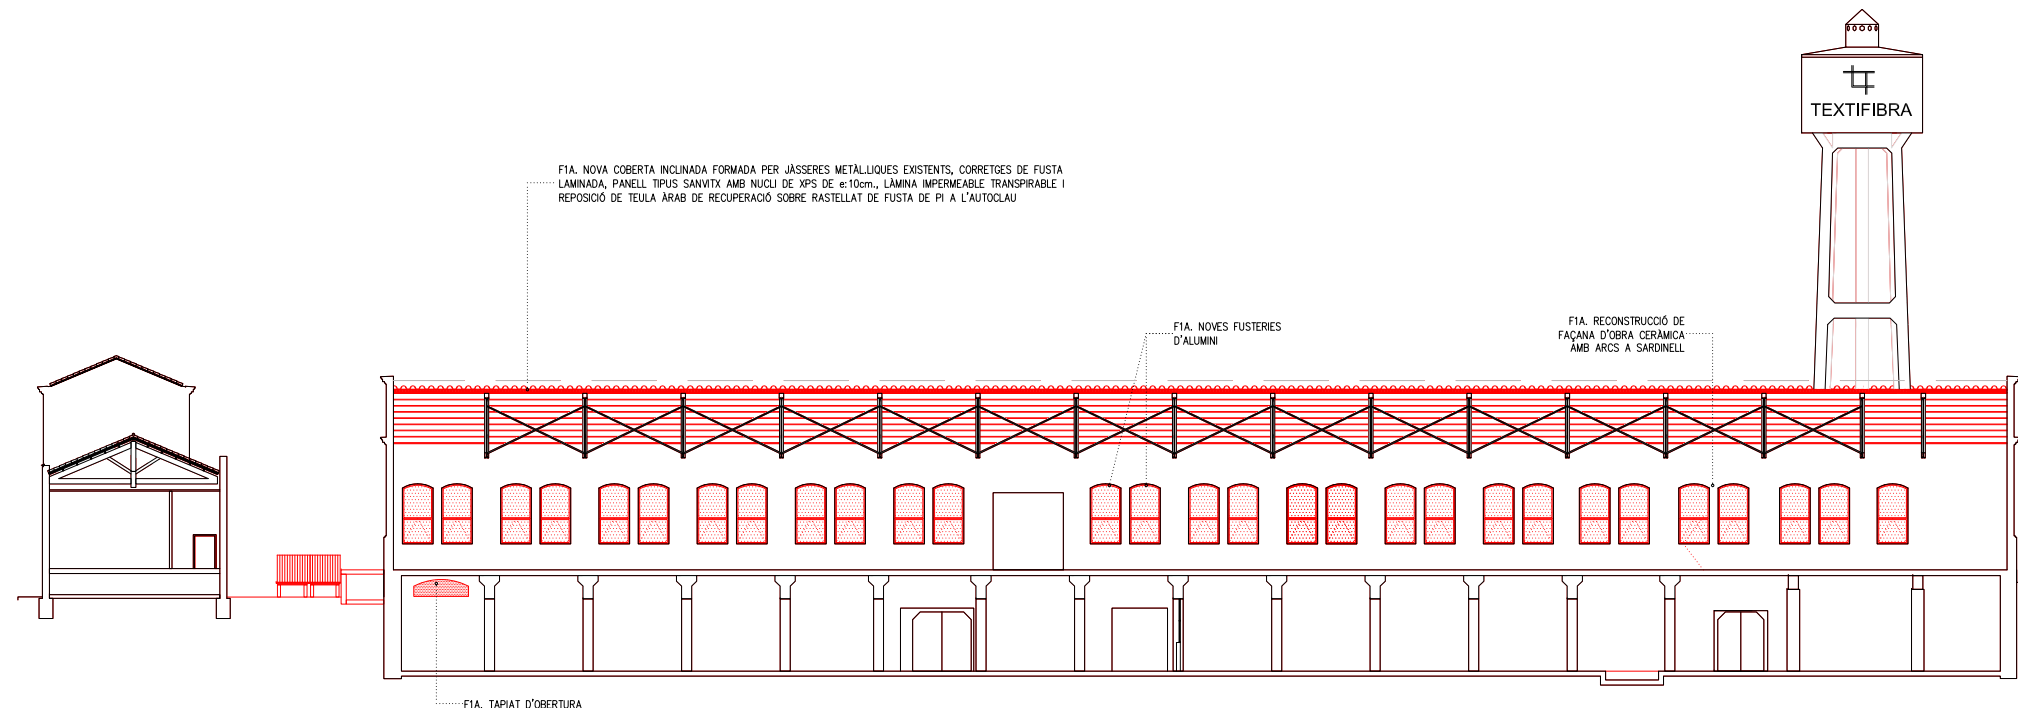 TEXTIFIBRA
F1A. NOVA COBERTA INCLINADA FORMADA PER JÀSSERES METÀL.LIQUES EXISTENTS, CORRETGES DE FUSTA
LAMINADA, PANELL TIPUS SANVITX AMB NUCLI DE XPS DE e:10cm., LÀMINA IMPERMEABLE TRANSPIRABLE I
REPOSICIÓ DE TEULA ÀRAB DE RECUPERACIÓ SOBRE RASTELLAT DE FUSTA DE PI A L'AUTOCLAU
F1A. NOVES FUSTERIES
D'ALUMINI
F1A. RECONSTRUCCIÓ DE
FAÇANA D'OBRA CERÀMICA
AMB ARCS A SARDINELL
F1A. TAPIAT D'OBERTURA